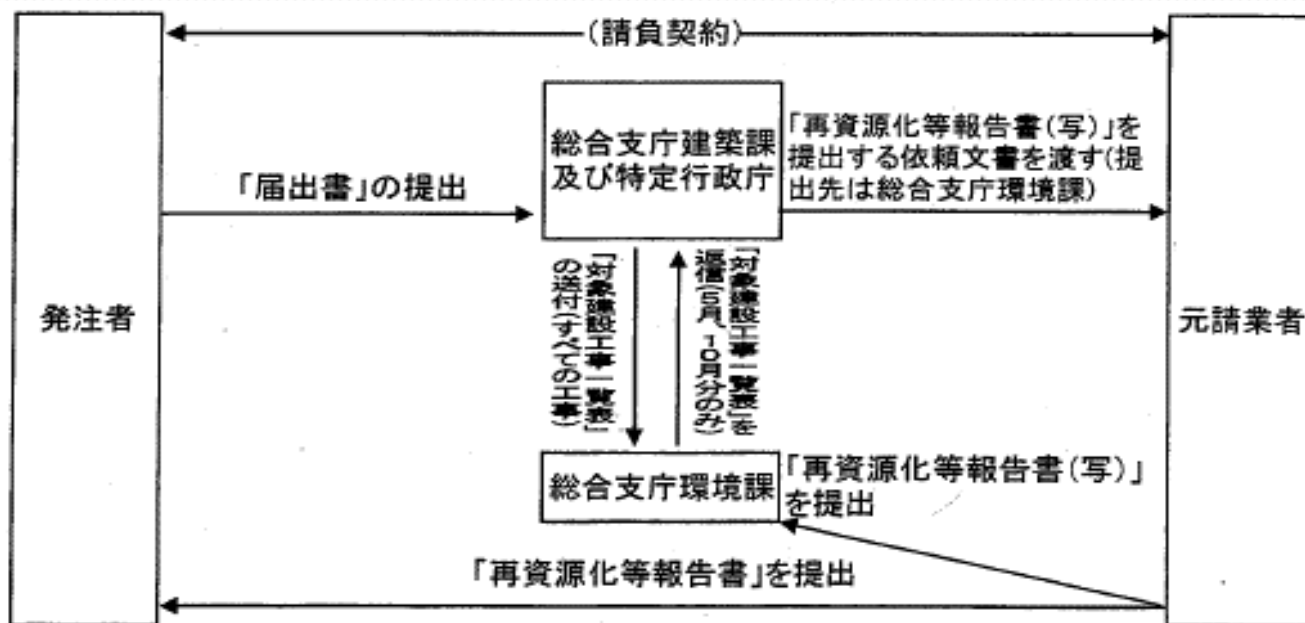 (請負契約)
総合支庁建築課
及び特定行政庁
「再資源化等報告書(写)」を
提出する依頼文書を渡す(提
出先は総合支庁環境課)
「届出書」の提出
「対象建設工事一覧表」
の送付(すべての工事)
「対象建設工事一覧表」を
返信(5月、10月分のみ)
発注者
元請業者
総合支庁環境課
「再資源化等報告書(写)」
を提出
「再資源化等報告書」を提出